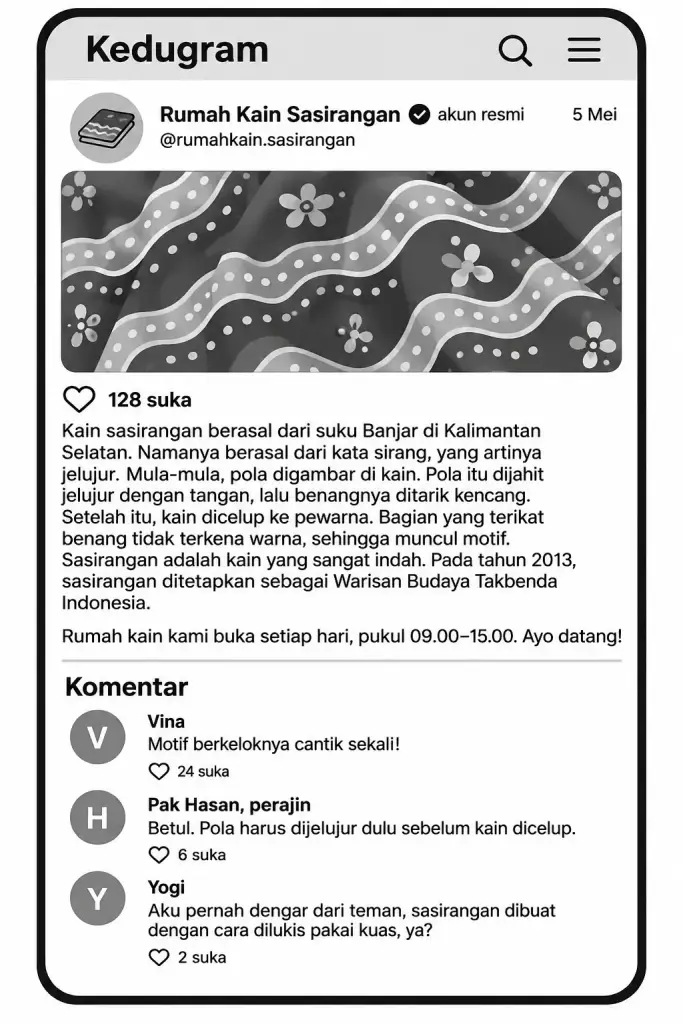 Kedugram
Rumah Kain Sasirangan akun resmi 5 Mei
@rumahkain.sasirangan
128 suka
Kain sasirangan berasal dari suku Banjar di Kalimantan
Selatan. Namanya berasal dari kata sirang, yang artinya
jelujur. Mula-mula, pola digambar di kain. Pola itu dijahit
jelujur dengan tangan, lalu benangnya ditarik kencang.
Setelah itu, kain dicelup ke pewarna. Bagian yang terikat
benang tidak terkena warna, sehingga muncul motif.
Sasirangan adalah kain yang sangat indah. Pada tahun 2013,
sasirangan ditetapkan sebagai Warisan Budaya Takbenda
Indonesia.
Rumah kain kami buka setiap hari, pukul 09.00–15.00. Ayo datang!
Komentar
V
Vina
Motif berkeloknya cantik sekali!
24 suka
H
Pak Hasan, perajin
Betul. Pola harus dijelujur dulu sebelum kain dicelup.
6 suka
Y
Yogi
Aku pernah dengar dari teman, sasirangan dibuat
dengan cara dilukis pakai kuas, ya?
2 suka